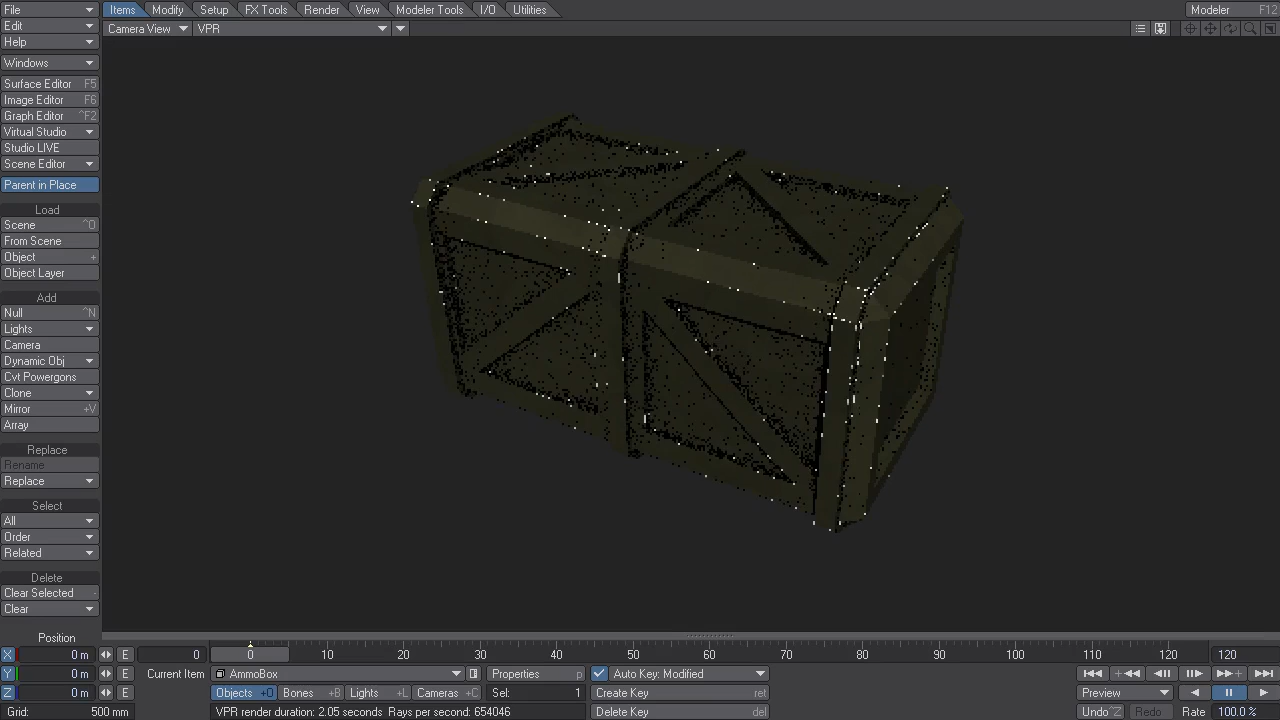 File
Items Modify Setup FX Tools Render View Modeler Tools I/O Utilities
Modeler F12
Edit
Camera View VPR
Help
Windows
Surface Editor F5
Image Editor F6
Graph Editor ^F2
Virtual Studio
Studio LIVE
Scene Editor
Parent in Place
Load
Scene ^O
From Scene
Object +
Object Layer
Add
Null ^N
Lights
Camera
Dynamic Obj
Cvt Powergons
Clone
Mirror +V
Array
Replace
Rename
Replace
Select
All
Order
Related
Delete
Clear Selected -
Clear
Position
X 0 m E 0
0 10 20 30 40 50 60 70 80 90 100 110 120 120
Y 0 m E Current Item AmmoBox Properties p Auto Key: Modified
Z 0 m E Objects +O Bones +B Lights +L Cameras +C Sel: 1 Create Key ret Preview
Grid: 500 mm VPR render duration: 2.05 seconds Rays per second: 654046 Delete Key del Undo ^Z Redo Rate 100.0 %